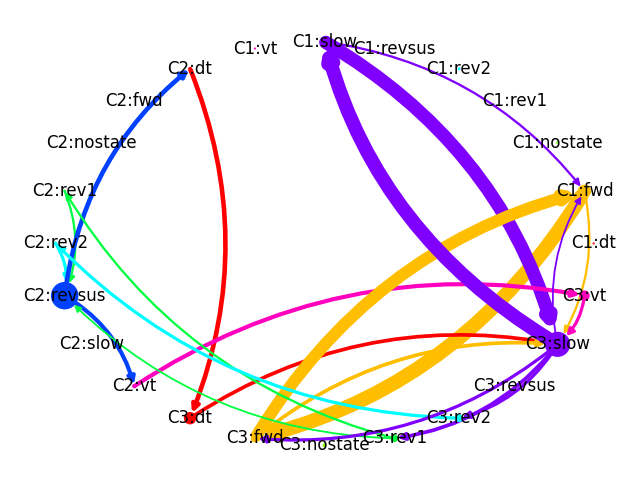 C1:slow
C1:vt
C1:revsus
C2:dt
C1:rev2
C2:fwd
C1:rev1
C2:nostate
C1:nostate
C2:rev1
C1:fwd
C2:rev2
C1:dt
C2:revsus
C3:vt
C2:slow
C3:slow
C2:vt
C3:revsus
C3:dt
C3:rev2
C3:fwd
C3:rev1
C3:nostate